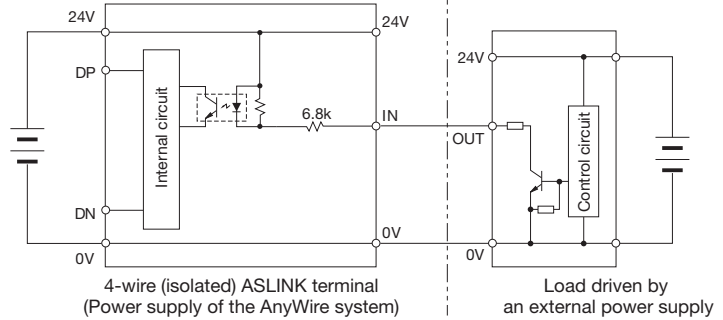 24V
24V
DP
Internal circuit
6.8k
IN
DN
0V
0V
24V
OUT
Control circuit
0V
4-wire (isolated) ASLINK terminal
(Power supply of the AnyWire system)
Load driven by
an external power supply